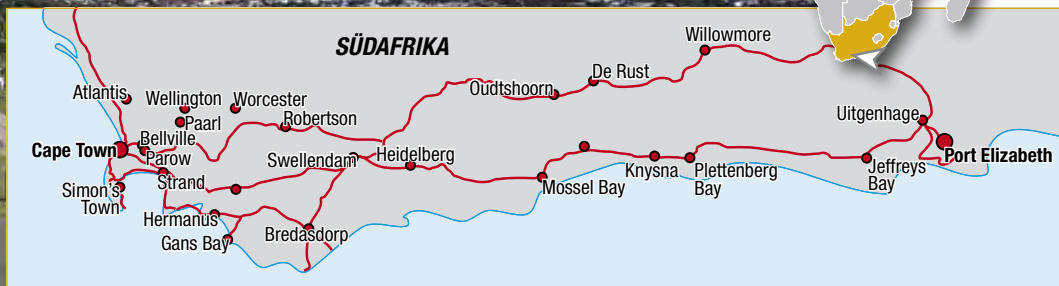 SÜDAFRIKA
Willowmore
De Rust
Oudtshoorn
Atlantis
Wellington
Worcester
Paarl
Robertson
Uitgenhage
Bellville
Cape Town
Parow
Swellendam
Heidelberg
Port Elizabeth
Knysna
Plettenberg
Bay
Jeffreys
Bay
Mossel Bay
Strand
Simon's
Town
Hermanus
Gans Bay
Bredasdorp